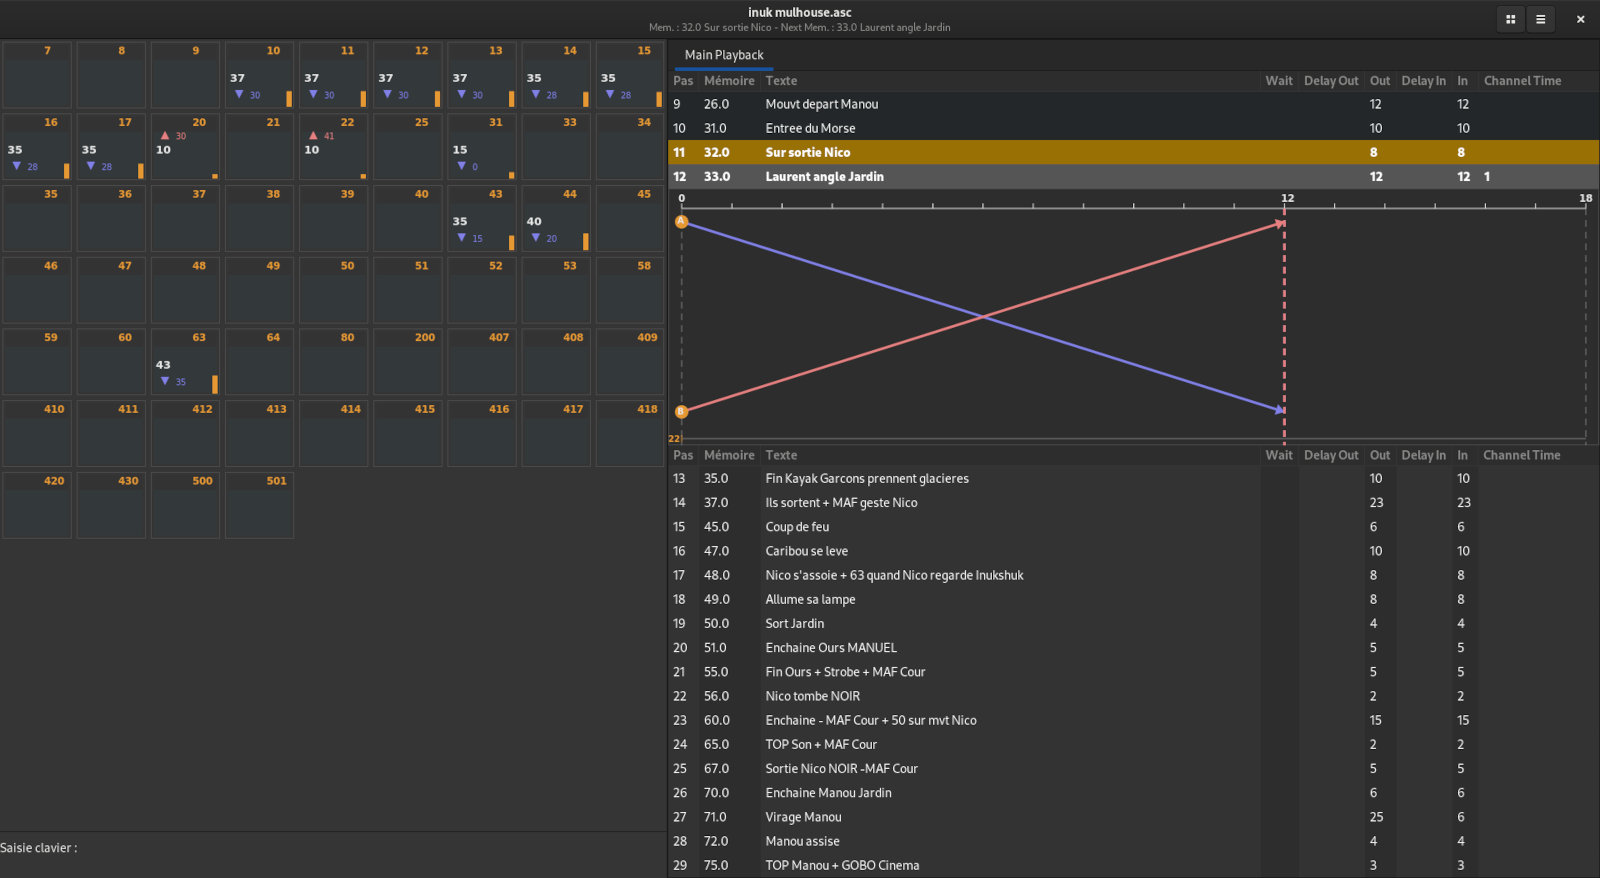 inuk mulhouse.asc
Mem. : 32.0 Sur sortie Nico - Next Mem. : 33.0 Laurent angle Jardin
7 8 9 10 11 12 13 14 15
37 37 37 37 35 35
30 30 30 30 28 28
16 17 20 21 22 25 31 33 34
30 41
35 35 10 10 15
28 28 0
35 36 37 38 39 40 43 44 45
35 40
15 20
46 47 48 49 50 51 52 53 58
59 60 63 64 80 200 407 408 409
43
35
410 411 412 413 414 415 416 417 418
420 430 500 501
Saisie clavier :
Main Playback
Pas Mémoire Texte Wait Delay Out Out Delay In In Channel Time
9 26.0 Mouvt depart Manou 12 12
10 31.0 Entree du Morse 10 10
11 32.0 Sur sortie Nico 8 8
12 33.0 Laurent angle Jardin 12 12 1
0 12 18
A
B
22
Pas Mémoire Texte Wait Delay Out Out Delay In In Channel Time
13 35.0 Fin Kayak Garcons prennent glacieres 10 10
14 37.0 Ils sortent + MAF geste Nico 23 23
15 45.0 Coup de feu 6 6
16 47.0 Caribou se leve 10 10
17 48.0 Nico s'assoie + 63 quand Nico regarde Inukshuk 8 8
18 49.0 Allume sa lampe 8 8
19 50.0 Sort Jardin 4 4
20 51.0 Enchaine Ours MANUEL 5 5
21 55.0 Fin Ours + Strobe + MAF Cour 5 5
22 56.0 Nico tombe NOIR 2 2
23 60.0 Enchaine - MAF Cour + 50 sur mvt Nico 15 15
24 65.0 TOP Son + MAF Cour 2 2
25 67.0 Sortie Nico NOIR -MAF Cour 5 5
26 70.0 Enchaine Manou Jardin 6 6
27 71.0 Virage Manou 25 6
28 72.0 Manou assise 4 4
29 75.0 TOP Manou + GOBO Cinema 3 3